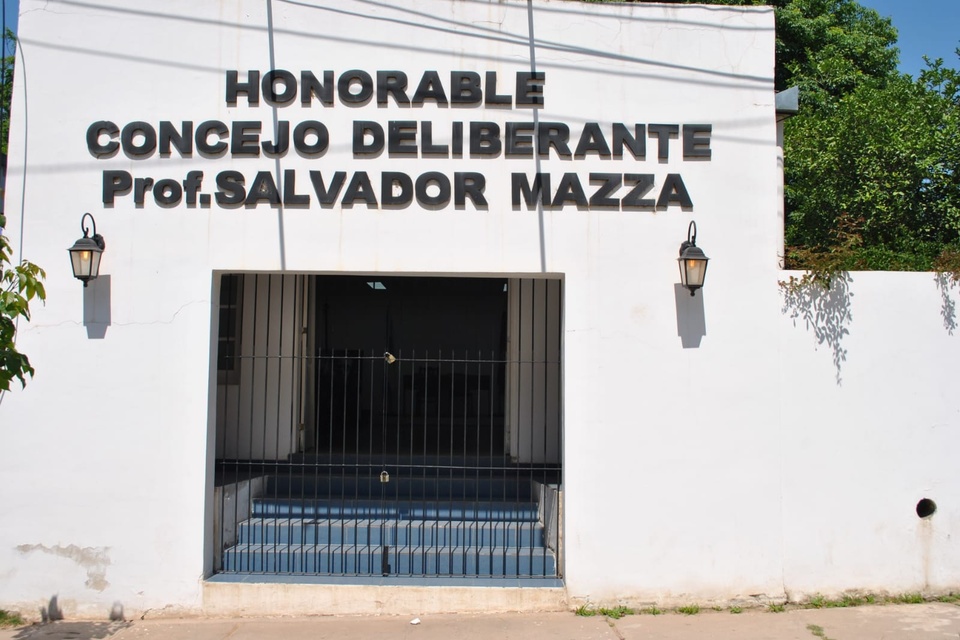 HONORABLE
CONCEJO DELIBERANTE
Prof.SALVADOR MAZZA